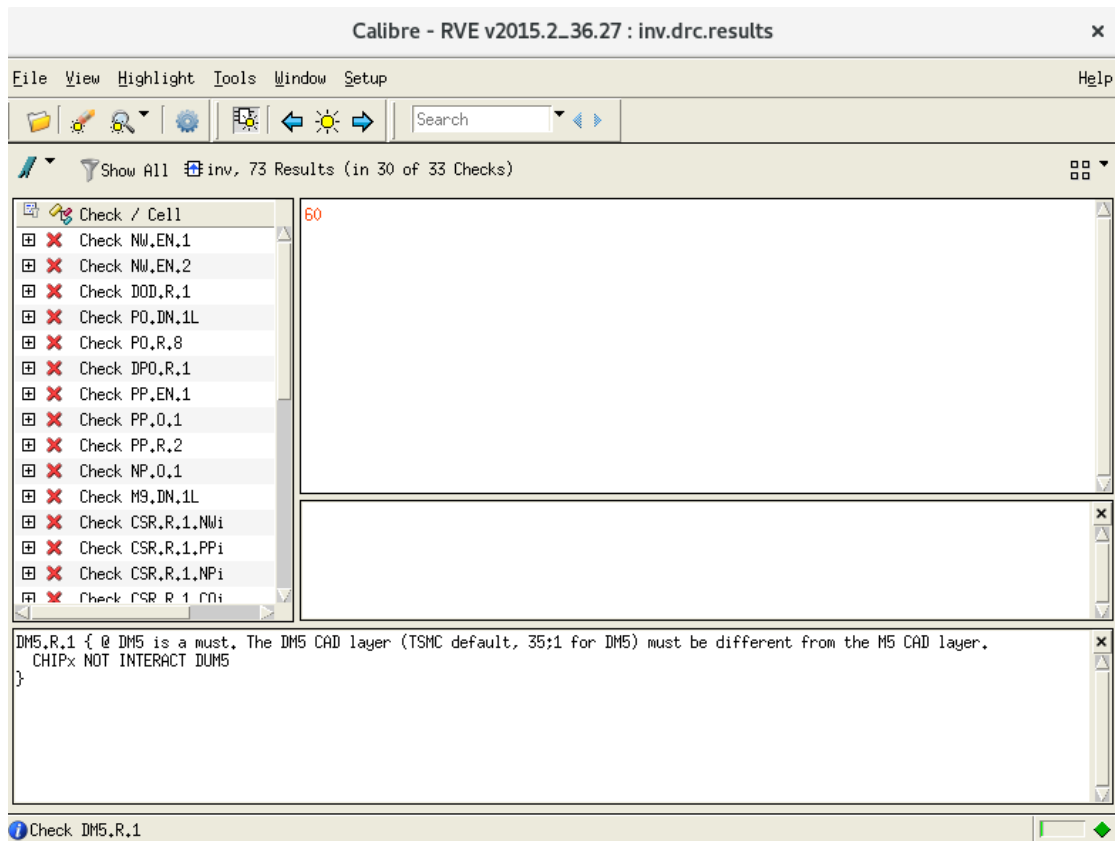 Calibre - RVE v2015.2_36.27 : inv.drc.results
File View Highlight Tools Window Setup Help
Search
Show All inv, 73 Results (in 30 of 33 Checks)
Check / Cell
60
Check NW.EN.1
Check NW.EN.2
Check DOD.R.1
Check PO.DN.1L
Check PO.R.8
Check DPO.R.1
Check PP.EN.1
Check PP.O.1
Check PP.R.2
Check NP.O.1
Check M9.DN.1L
Check CSR.R.1.NWi
Check CSR.R.1.PPi
Check CSR.R.1.NPi
Check CSR.R.1.COi
DM5.R.1 { @ DM5 is a must. The DM5 CAD layer (TSMC default, 35;1 for DM5) must be different from the M5 CAD layer.
CHIPx NOT INTERACT DUM5
}
Check DM5.R.1